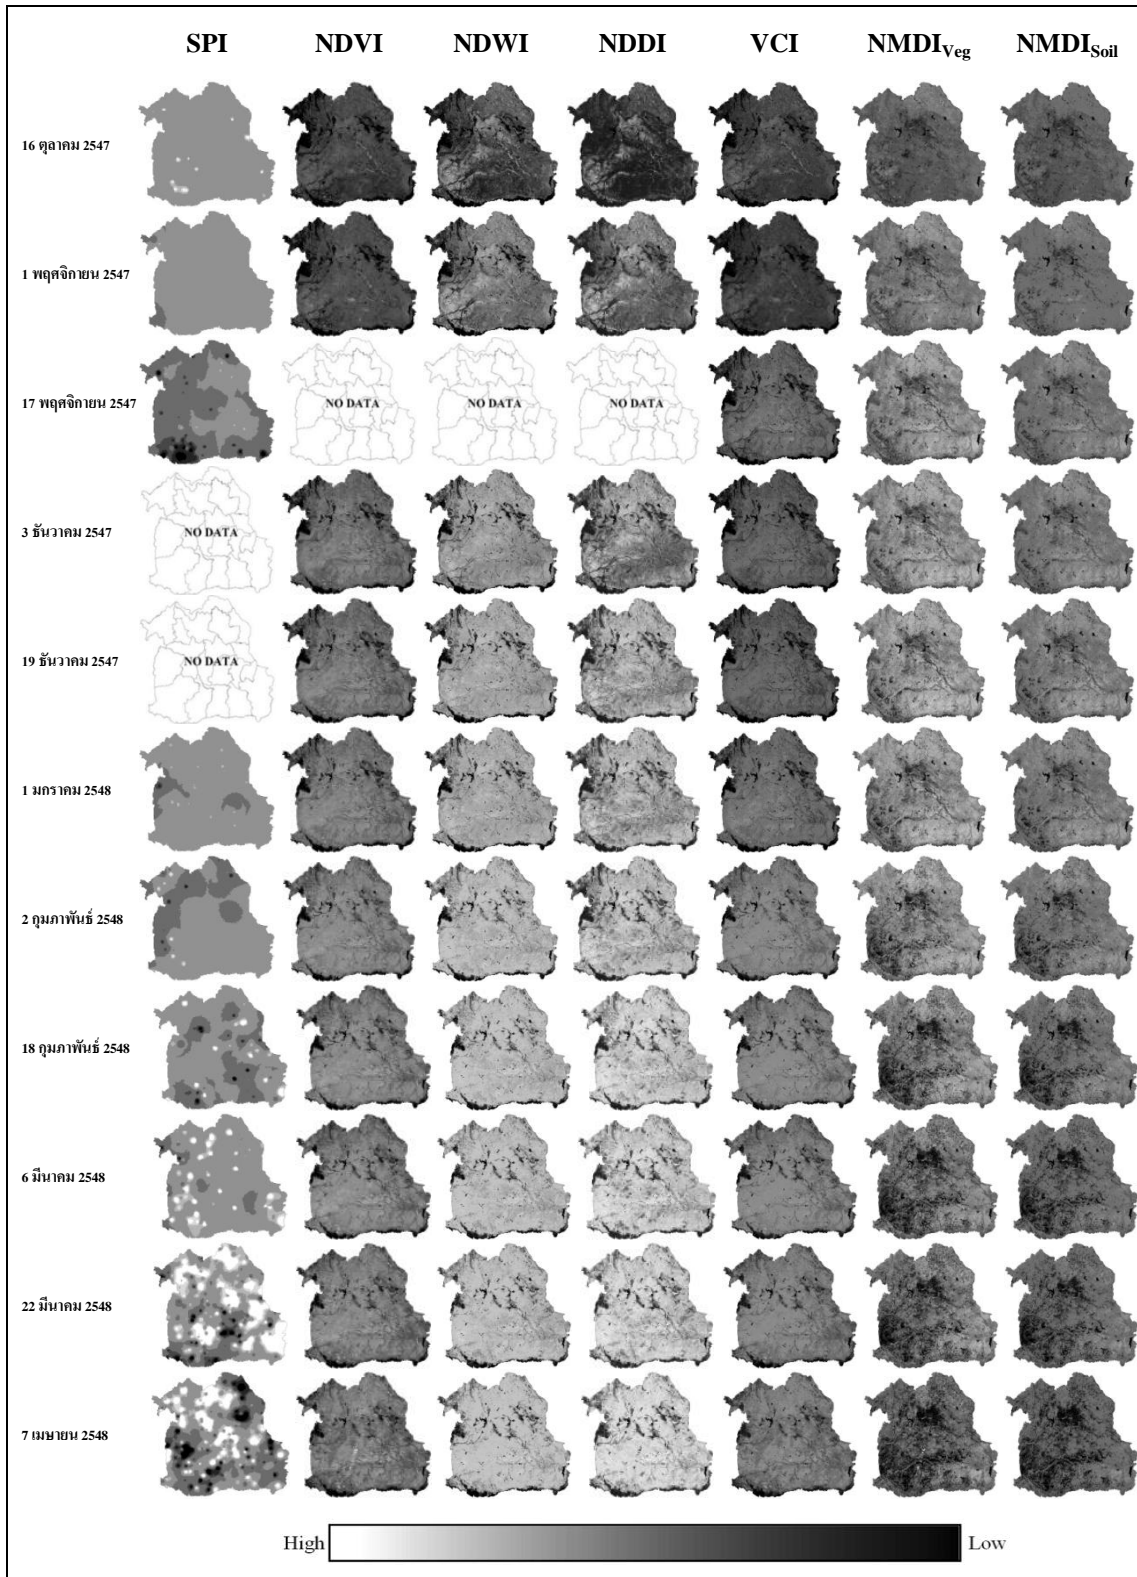 SPI NDVI NDWI NDDI VCI NMDIVeg NMDISoil
16 ตุลาคม 2547
1 พฤศจิกายน 2547
17 พฤศจิกายน 2547 NO DATA NO DATA NO DATA
3 ธันวาคม 2547 NO DATA
19 ธันวาคม 2547 NO DATA
1 มกราคม 2548
2 กุมภาพันธ์ 2548
18 กุมภาพันธ์ 2548
6 มีนาคม 2548
22 มีนาคม 2548
7 เมษายน 2548
High Low